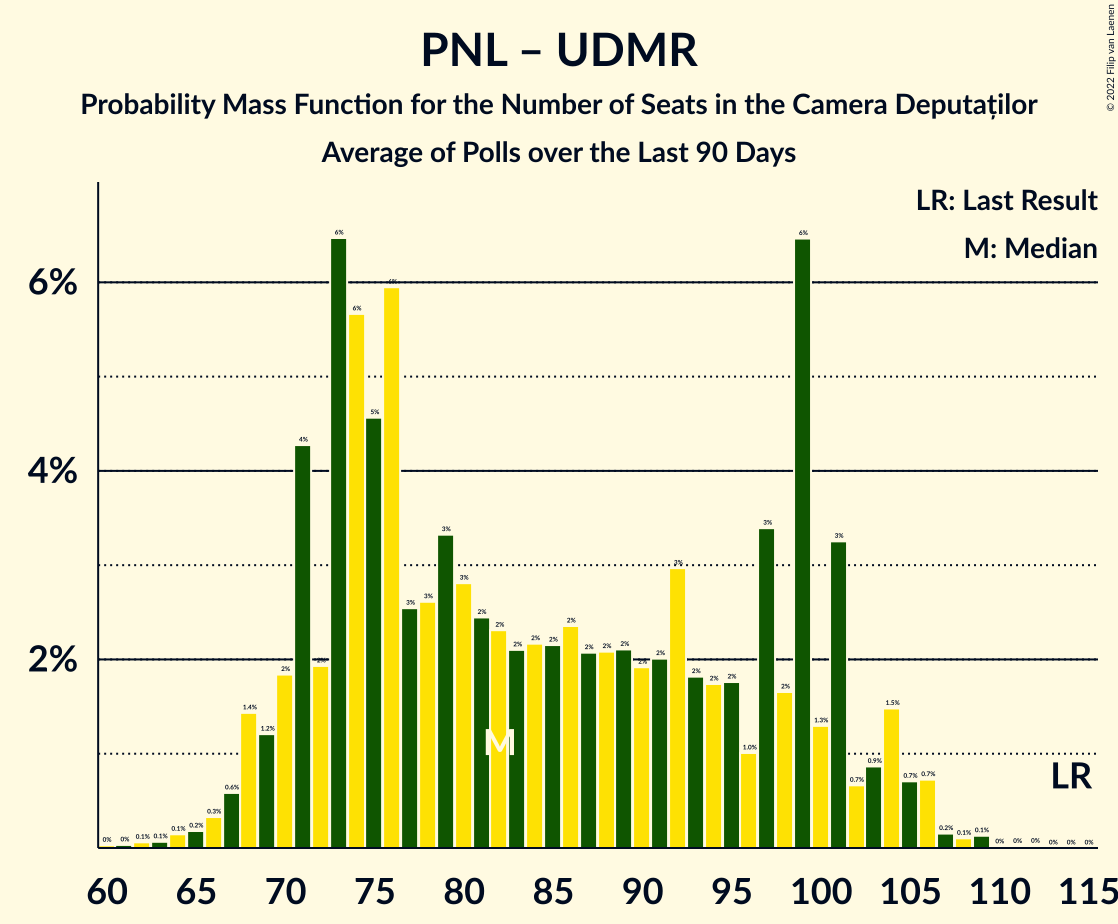 PNL – UDMR
Probability Mass Function for the Number of Seats in the Camera Deputaților
Average of Polls over the Last 90 Days
© 2022 Filip van Laenen
LR: Last Result
M: Median
6%
4%
2%
0% 0% 0.1% 0.1% 0.1% 0.2% 0.3% 0.6% 1.4% 1.2% 2% 4% 2% 6% 6% 5% 6% 3% 3% 3% 3% 2% 2% 2% 2% 2% 2% 2% 2% 2% 2% 2% 3% 2% 2% 2% 1.0% 3% 2% 6% 1.3% 3% 0.7% 0.9% 1.5% 0.7% 0.7% 0.2% 0.1% 0.1% 0% 0% 0% 0% 0% 0%
M
LR
60 65 70 75 80 85 90 95 100 105 110 115